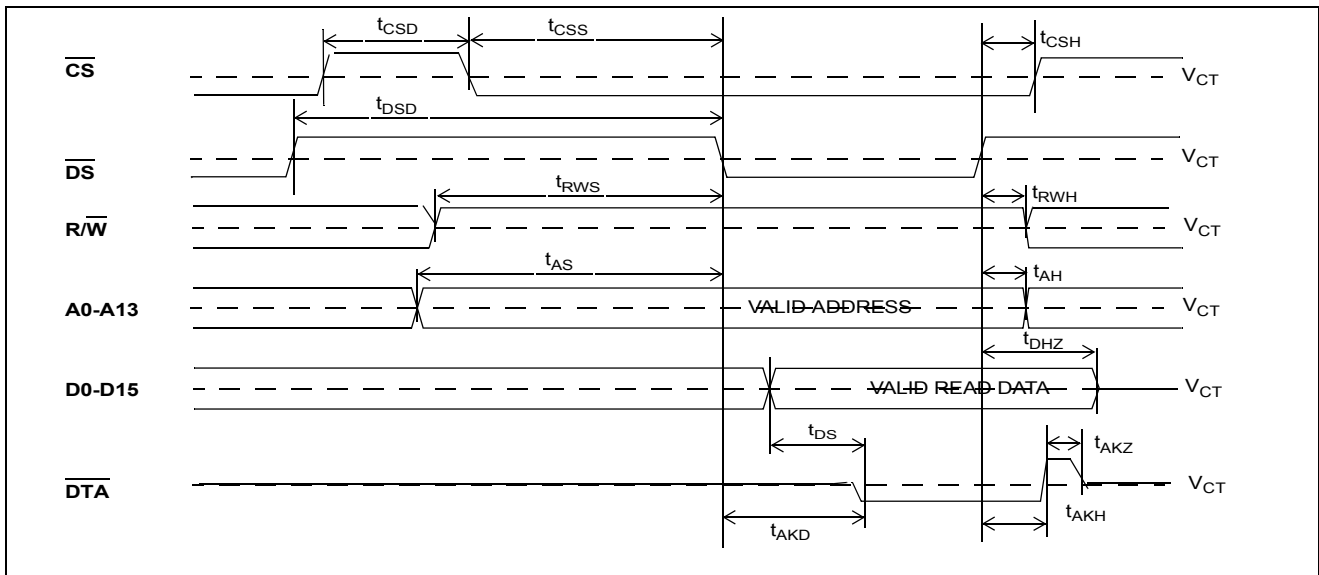 tCSD tCSS tCSH
CS VCT
tDSD
DS VCT
tRWS tRWH
R/W VCT
tAS tAH
A0-A13 VALID ADDRESS VCT
tDHZ
D0-D15 VALID READ DATA VCT
tDS tAKZ
DTA VCT
tAKD tAKH